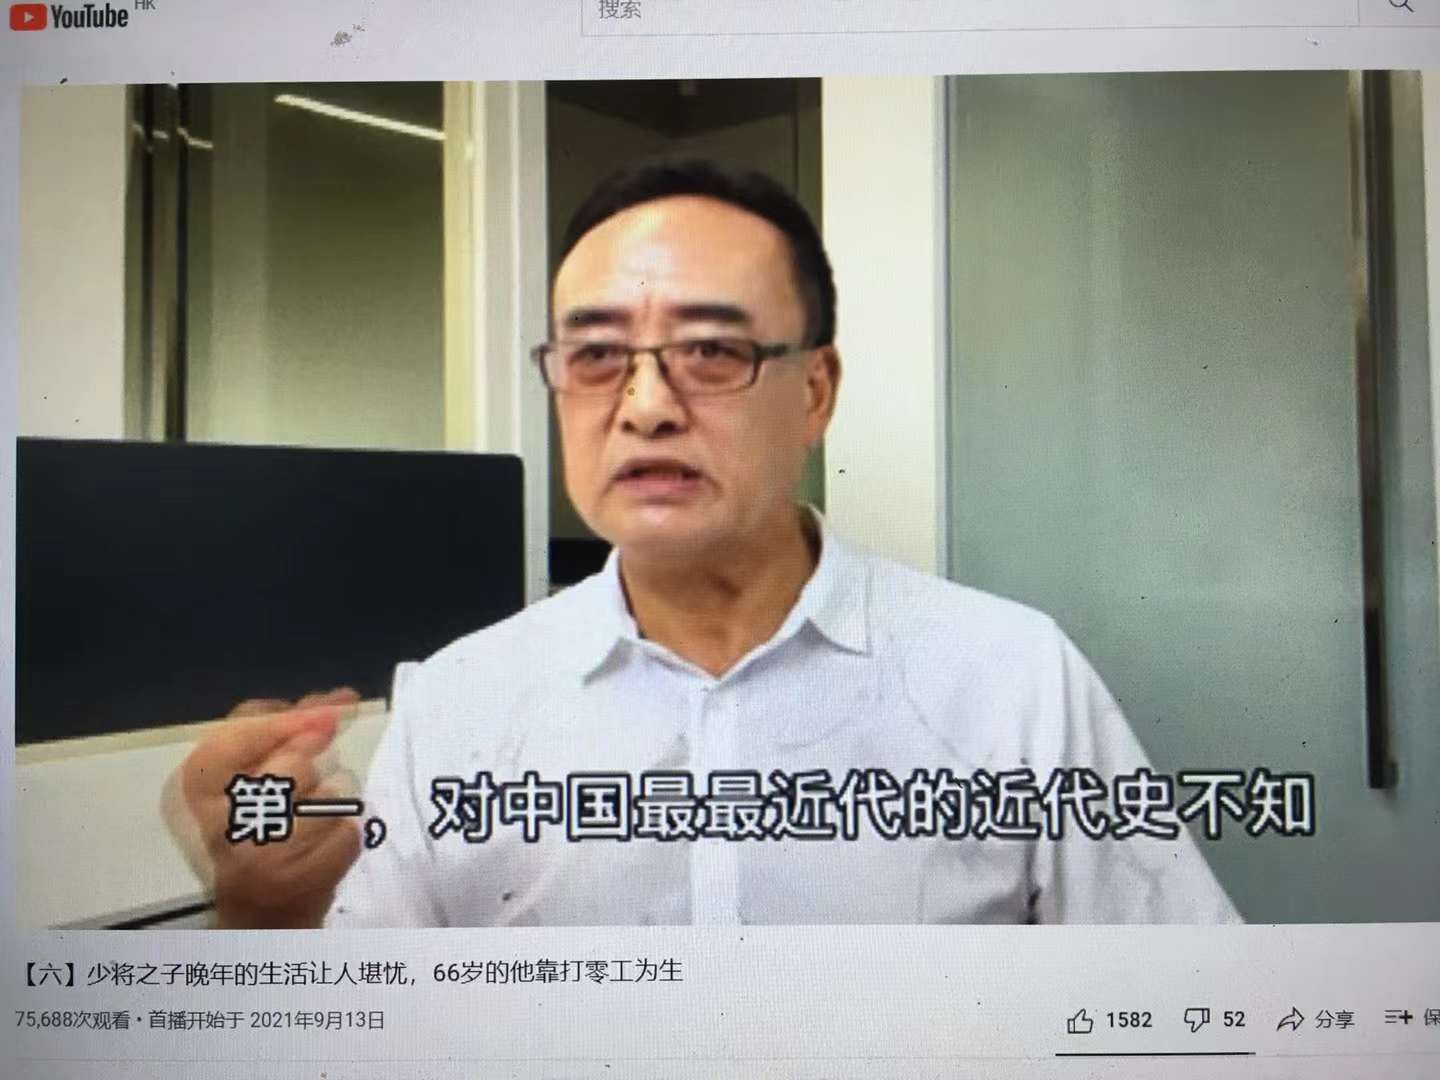 YouTube HK
搜索
第一，对中国最最近代的近代史不知
【六】少将之子晚年的生活让人堪忧，66岁的他靠打零工为生
75,688次观看•首播开始于 2021年9月13日
1582 52 分享 保